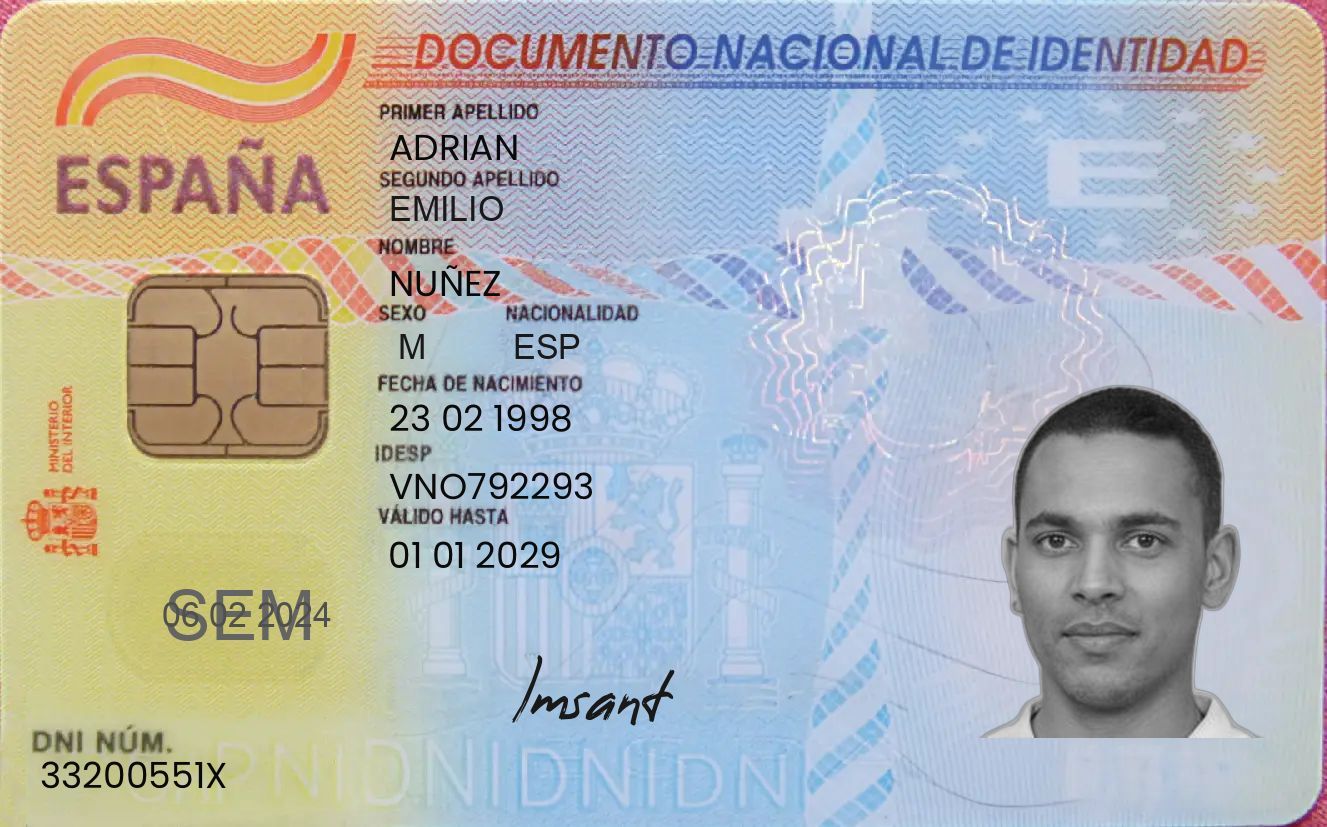 DOCUMENTO NACIONAL DE IDENTIDAD
ESPAÑA
PRIMER APELLIDO
ADRIAN
SEGUNDO APELLIDO
EMILIO
NOMBRE
NUÑEZ
SEXO NACIONALIDAD
M ESP
FECHA DE NACIMIENTO
23 02 1998
IDESP
VNO792293
VÁLIDO HASTA
01 01 2029
MINISTERIO
DEL INTERIOR
SEM
06 02 2024
Imsant
DNI NÚM.
33200551X
DNIDNIDNIDNI
E